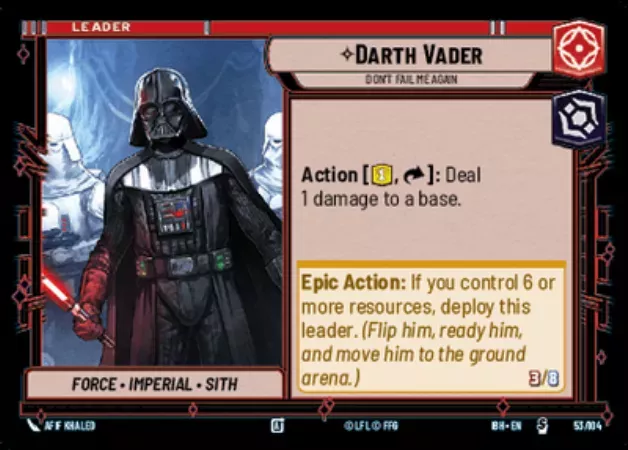 LEADER
DARTH VADER
DON'T FAIL ME AGAIN
Action [1, ]: Deal
1 damage to a base.
Epic Action: If you control 6 or
more resources, deploy this
leader. (Flip him, ready him,
and move him to the ground
arena.)
3/8
FORCE • IMPERIAL • SITH
AFIF KHALED
© LFL © FFG
IBH • EN
S
53/104